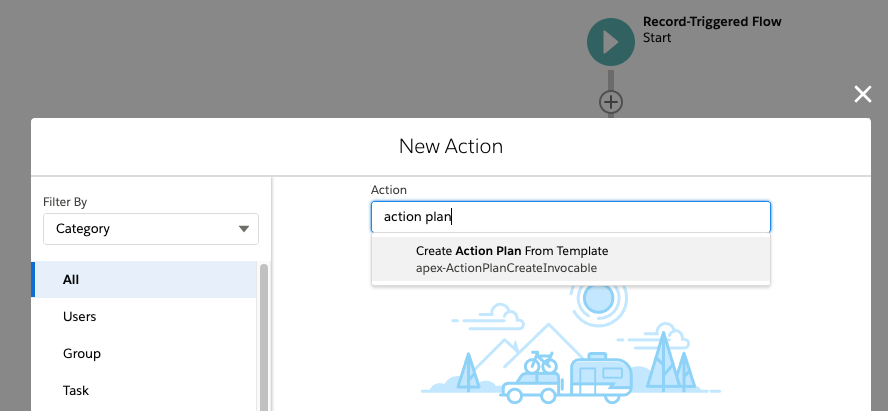 Record-Triggered Flow
Start
New Action
Filter By
Category
All
Users
Group
Task
Action
action plan
Create Action Plan From Template
apex-ActionPlanCreateInvocable